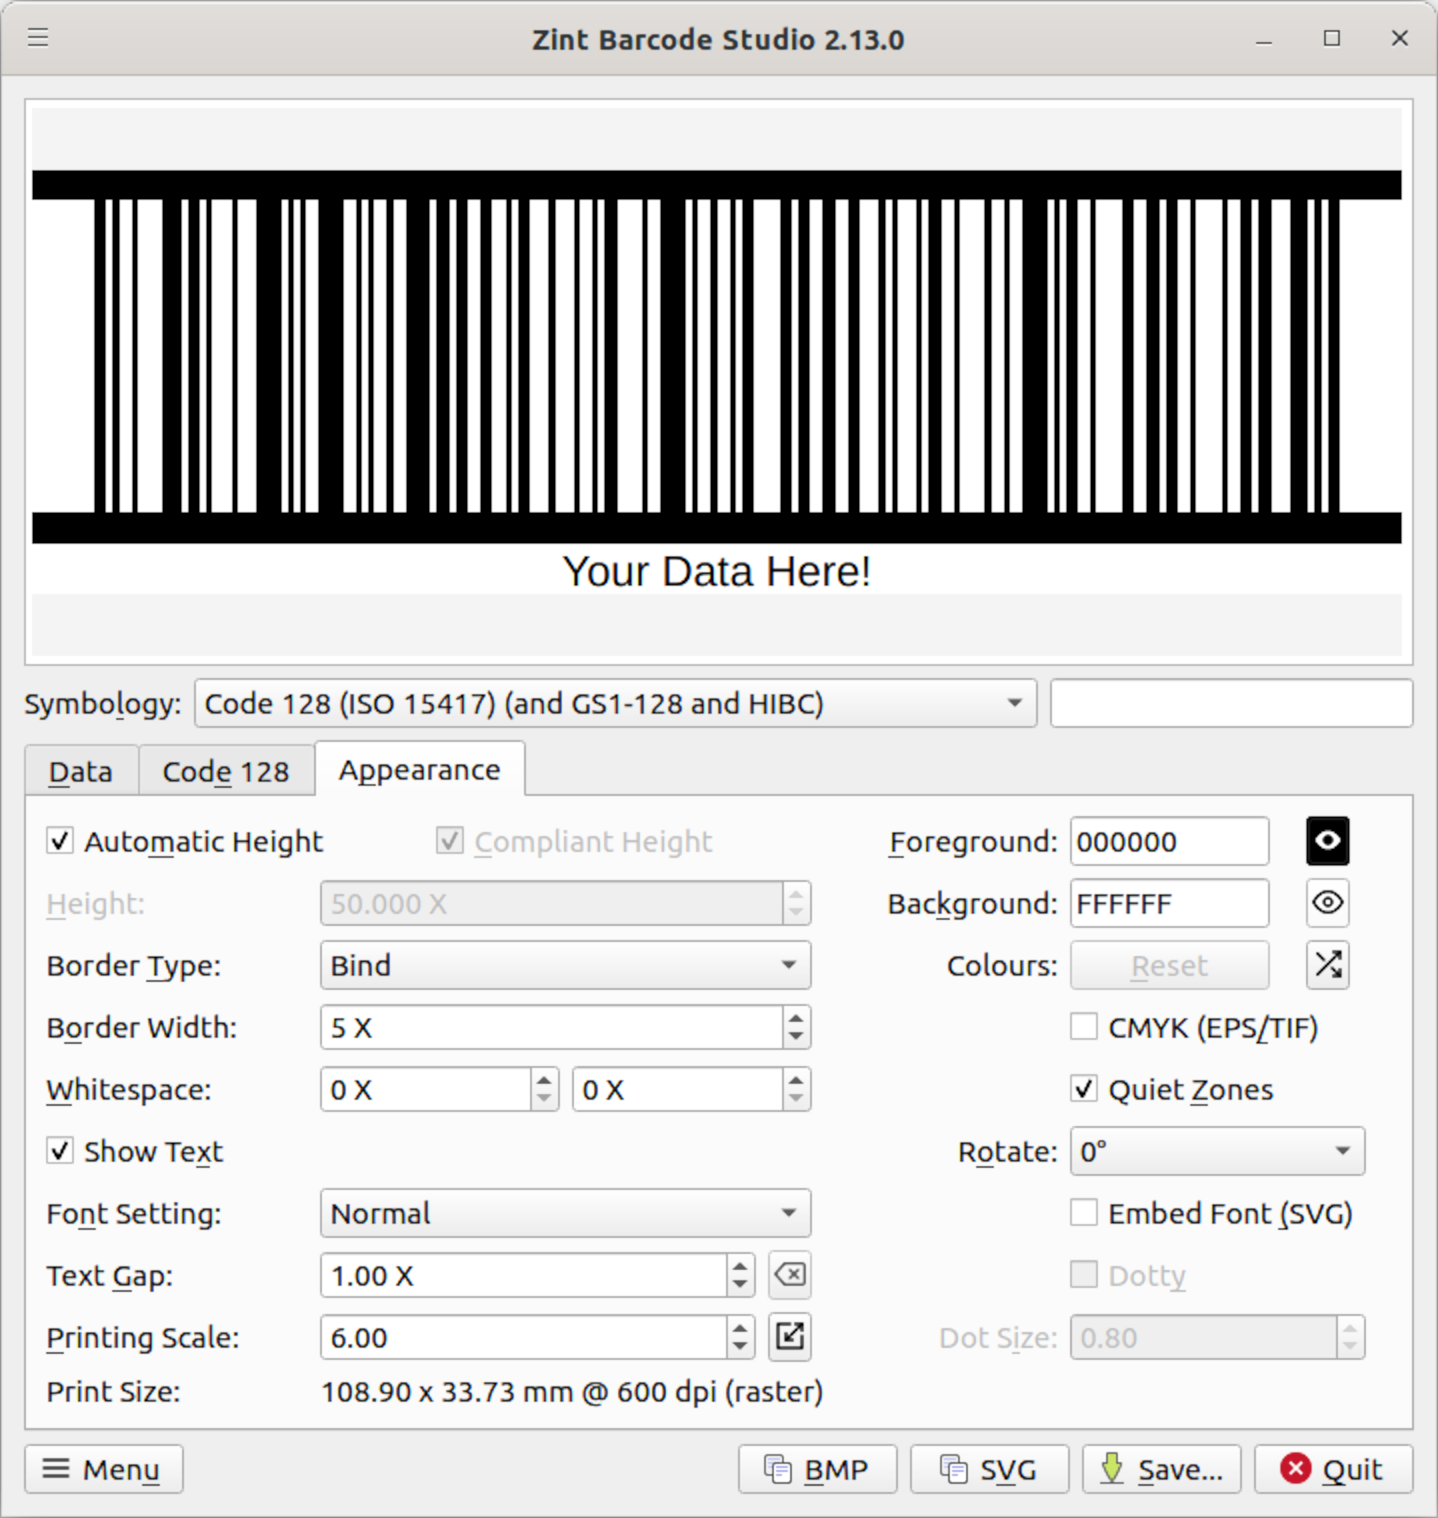 Zint Barcode Studio 2.13.0
Your Data Here!
Symbology: Code 128 (ISO 15417) (and GS1-128 and HIBC)
Data Code 128 Appearance
Automatic Height Compliant Height Foreground: 000000
Height: 50.000 X Background: FFFFFF
Border Type: Bind Colours: Reset
Border Width: 5 X CMYK (EPS/TIF)
Whitespace: 0 X 0 X Quiet Zones
Show Text Rotate: 0°
Font Setting: Normal Embed Font (SVG)
Text Gap: 1.00 X Dotty
Printing Scale: 6.00 Dot Size: 0.80
Print Size: 108.90 x 33.73 mm @ 600 dpi (raster)
Menu BMP SVG Save... Quit